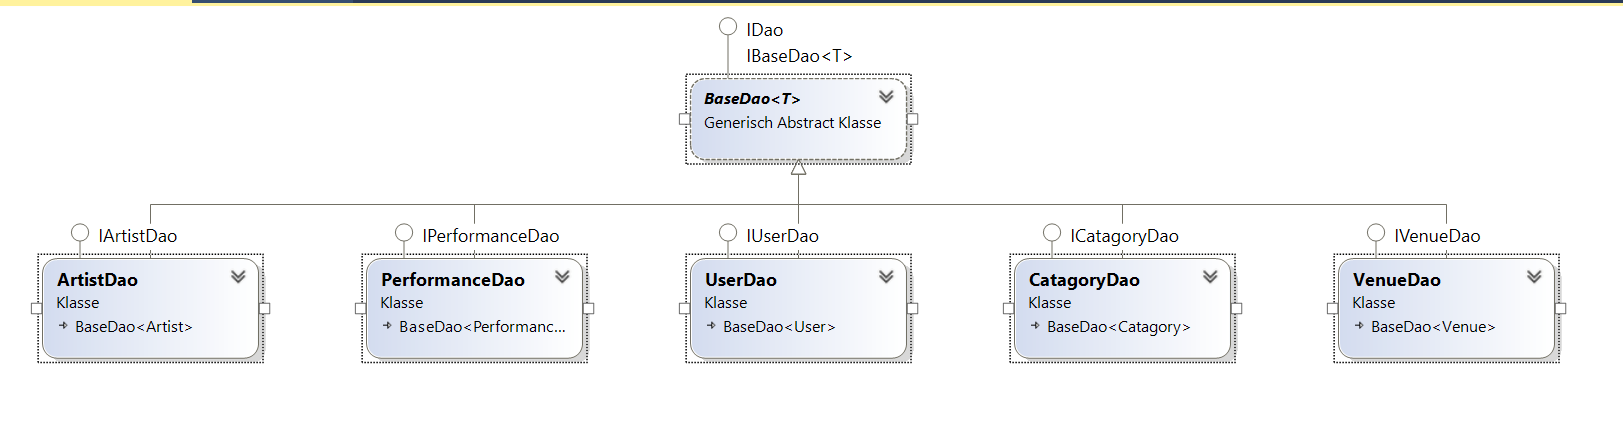 IDao
IBaseDao<T>
BaseDao<T>
Generisch Abstract Klasse
IArtistDao
IPerformanceDao
IUserDao
ICatagoryDao
IVenueDao
ArtistDao
Klasse
BaseDao<Artist>
PerformanceDao
Klasse
BaseDao<Performanc...
UserDao
Klasse
BaseDao<User>
CatagoryDao
Klasse
BaseDao<Catagory>
VenueDao
Klasse
BaseDao<Venue>